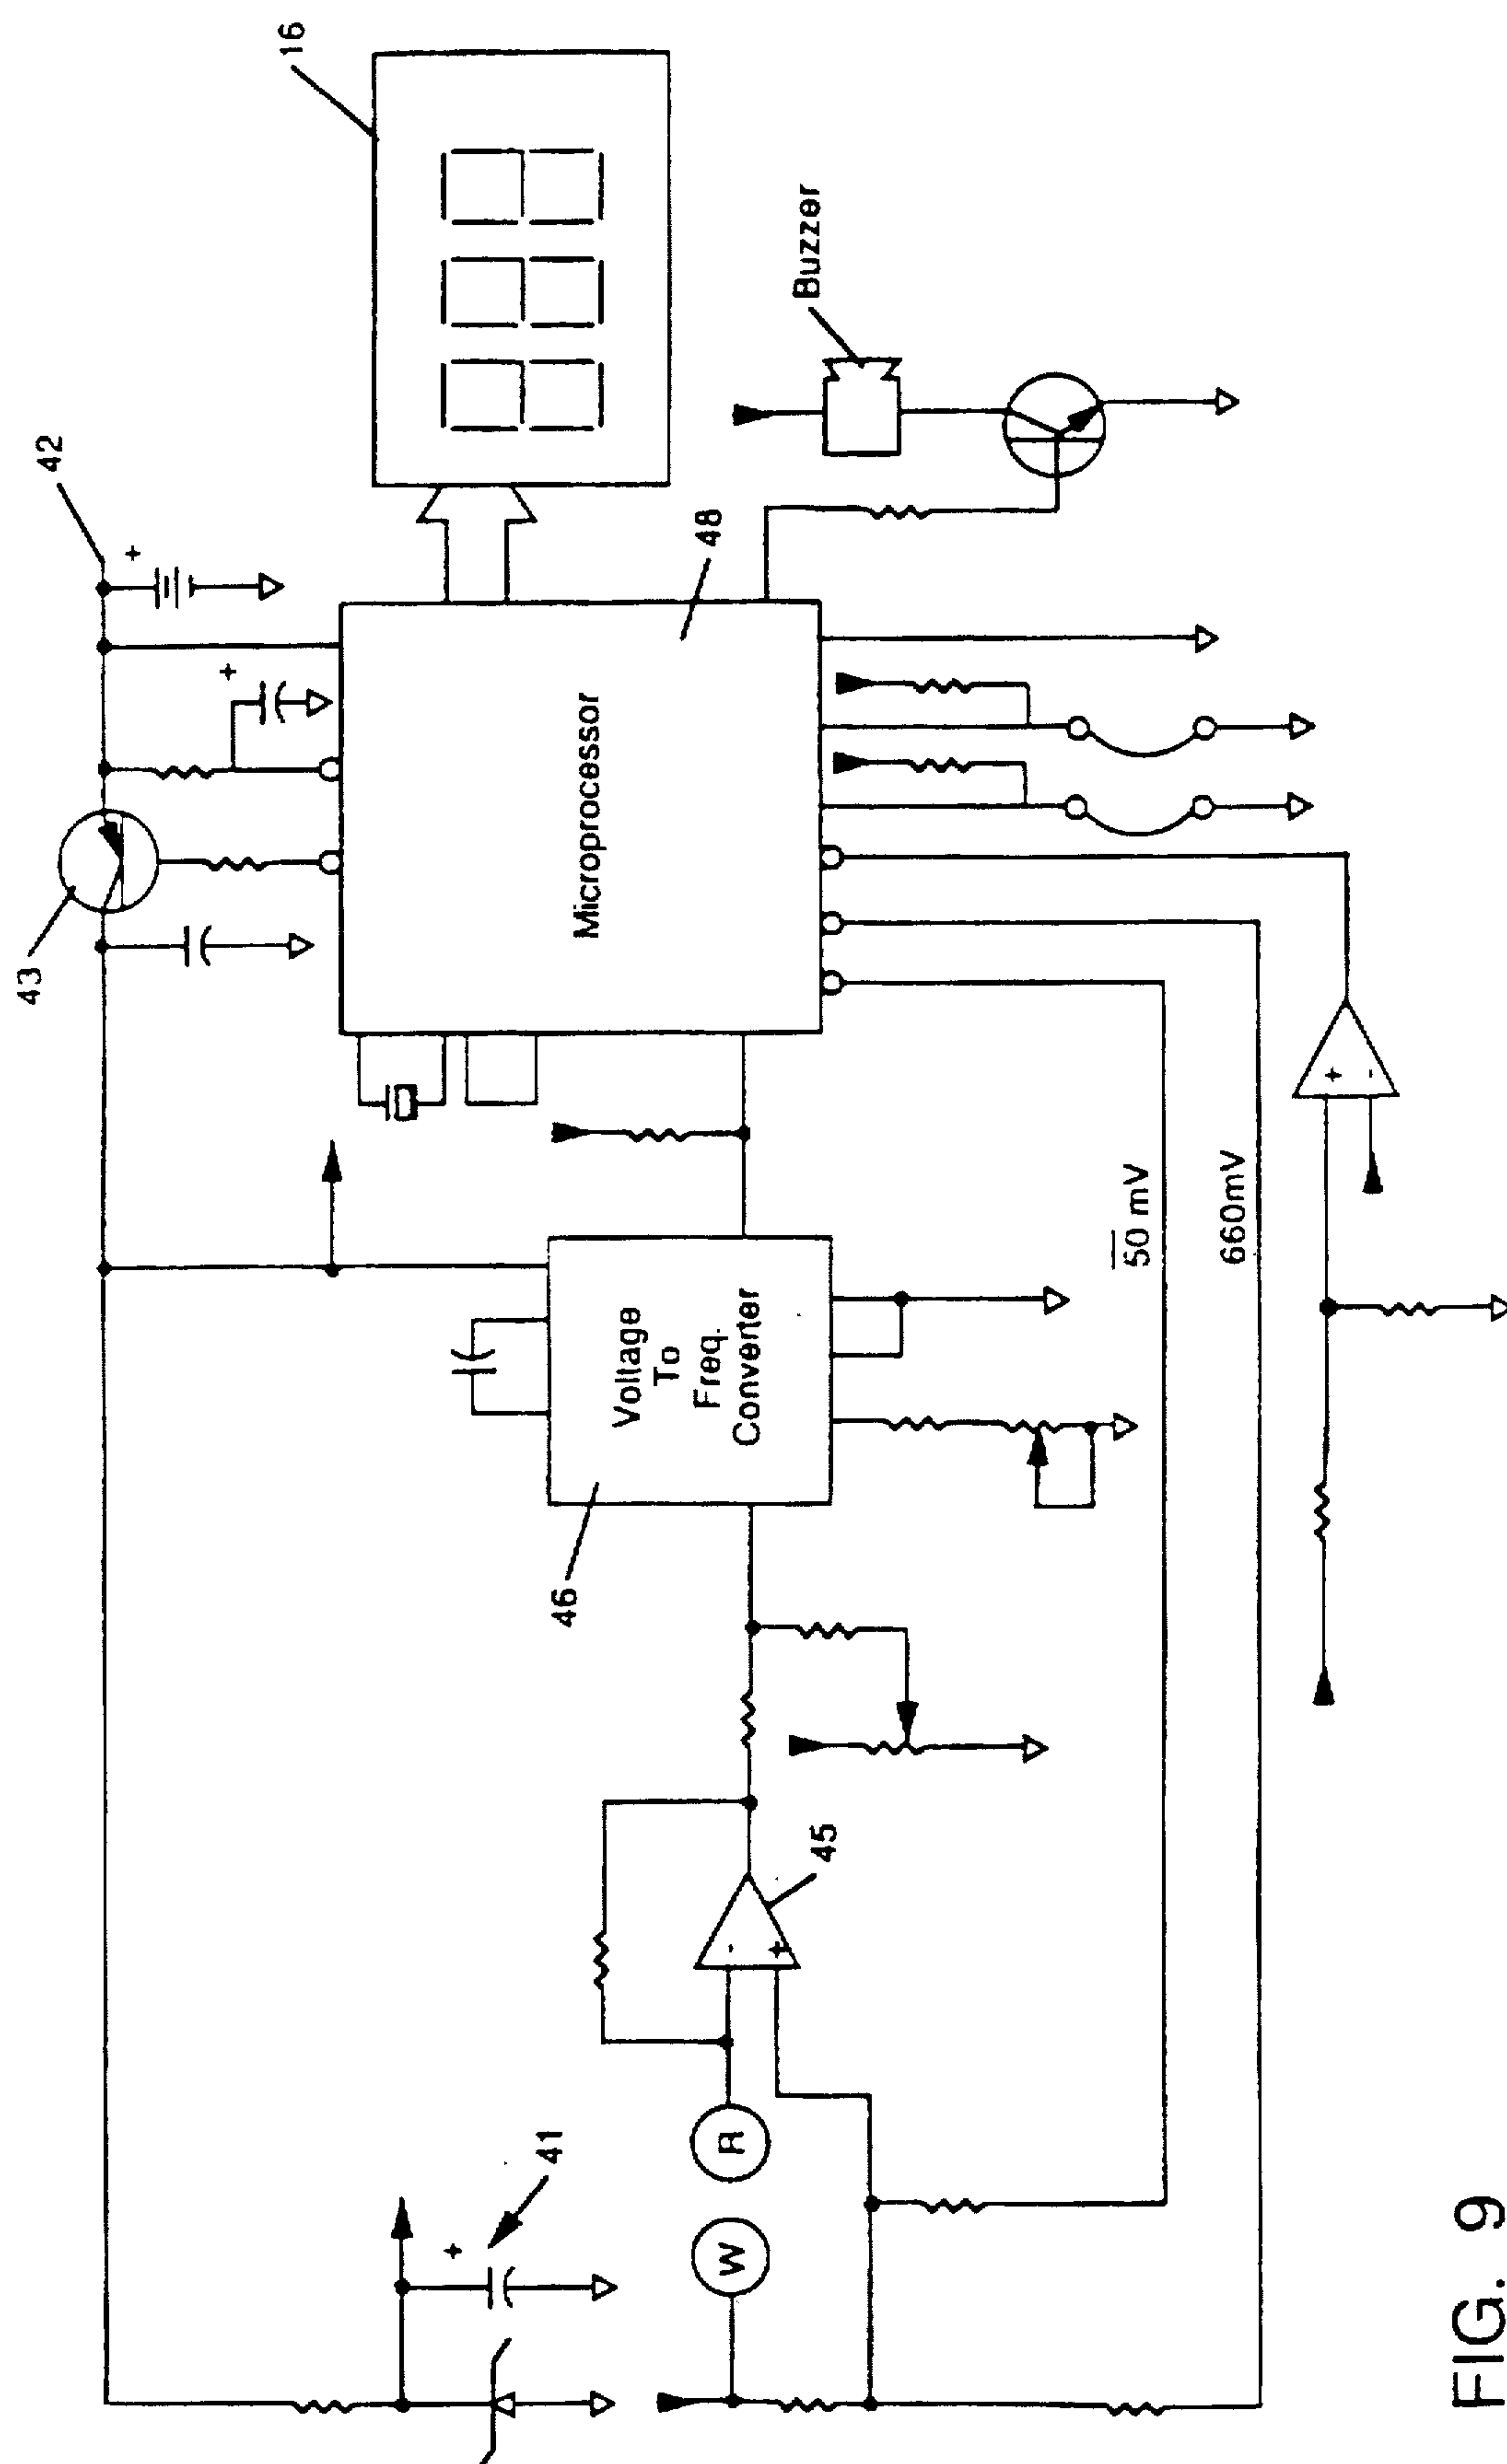 16
42
43
+
+
Microprocessor
48
Buzzer
Voltage
To
Freq.
Converter
46
50 mV
660mV
+
-
45
-
+
41
+
R
W
FIG. 9